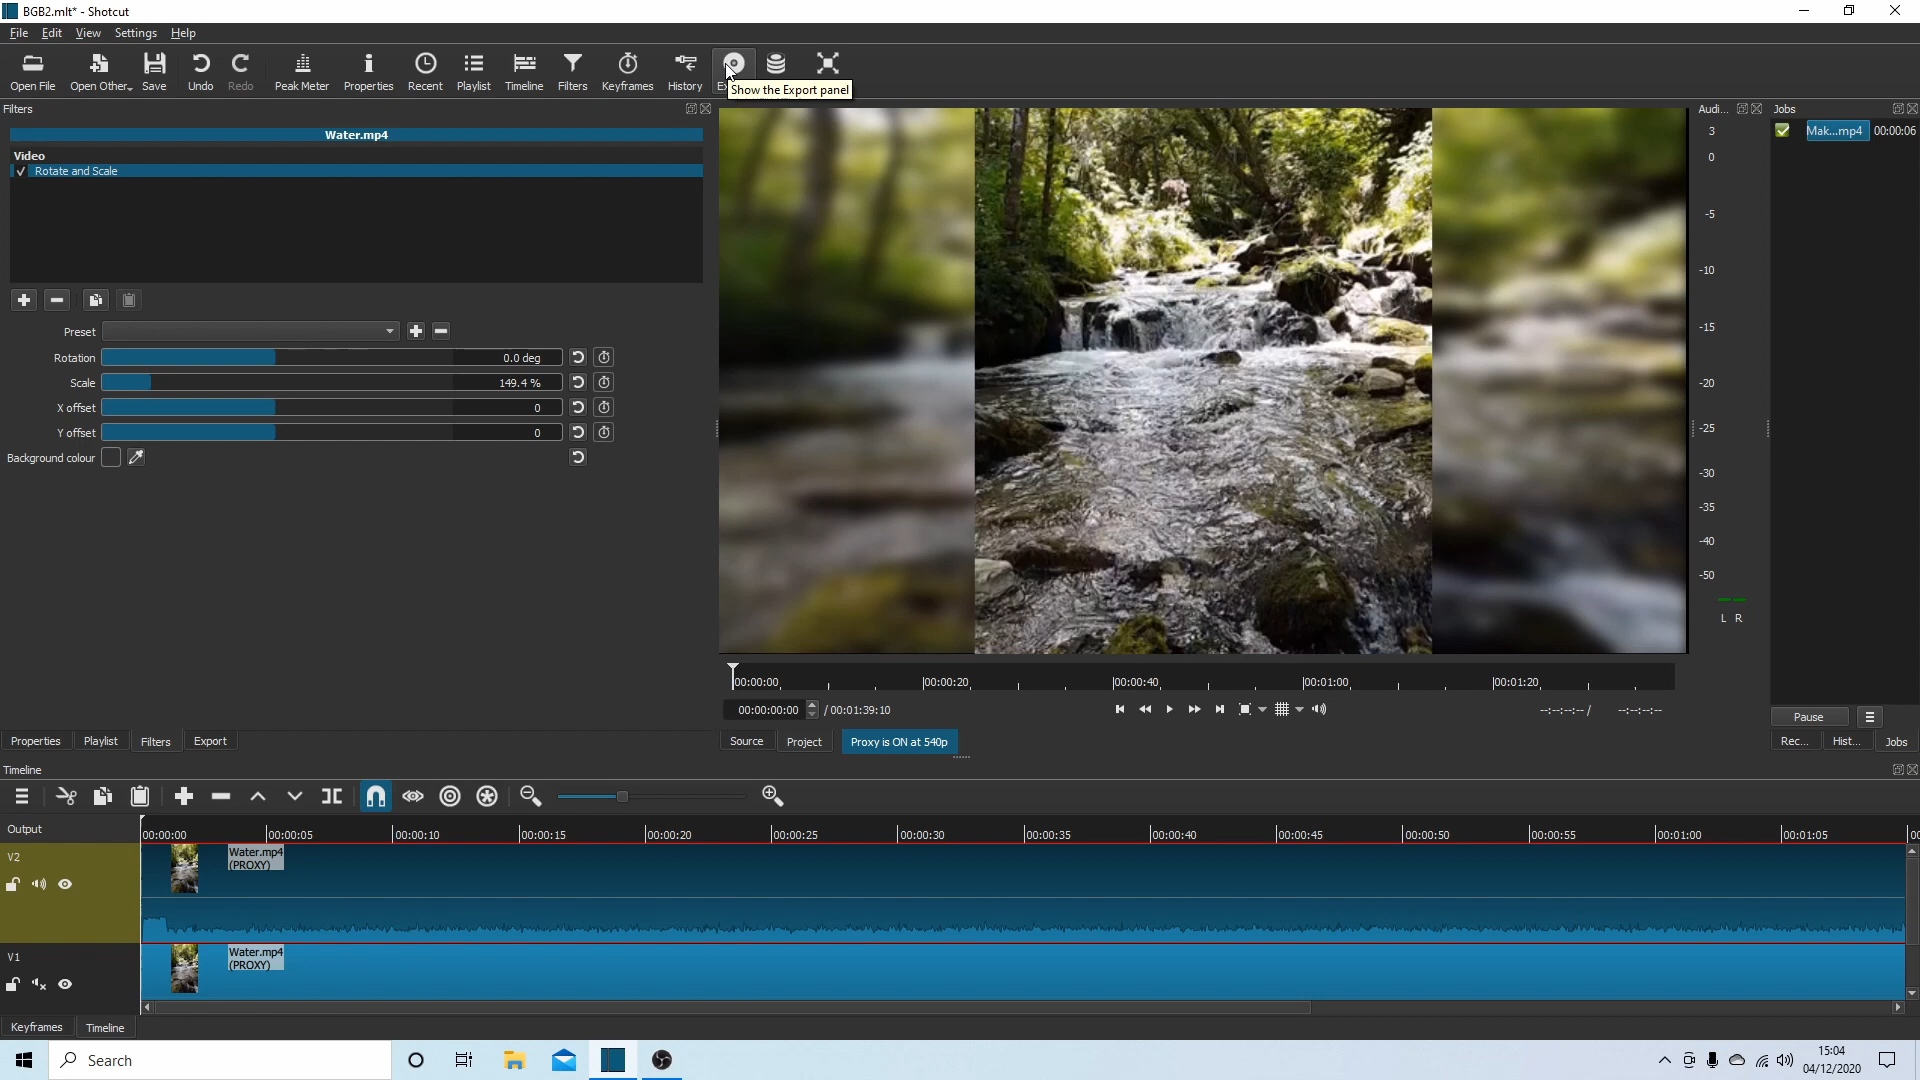 BGB2.mlt* - Shotcut
File Edit View Settings Help
Open File Open Other... Save Undo Redo Peak Meter Properties Recent Playlist Timeline Filters Keyframes History
Show the Export panel
Filters
Audi... Jobs
Water.mp4
Video
Rotate and Scale
Mak...mp4 00:00:06
Preset
Rotation 0.0 deg
Scale 149.4 %
X offset 0
Y offset 0
Background colour
3
0
-5
-10
-15
-20
-25
-30
-35
-40
-50
L R
00:00:00 00:00:20 00:00:40 00:01:00 00:01:20
00:00:00:00 / 00:01:39:10
--:--:--:-- / --:--:--:--
Pause
Properties Playlist Filters Export
Source Project Proxy is ON at 540p
Rec... Hist... Jobs
Timeline
Output
00:00:00 00:00:05 00:00:10 00:00:15 00:00:20 00:00:25 00:00:30 00:00:35 00:00:40 00:00:45 00:00:50 00:00:55 00:01:00 00:01:05
V2
Water.mp4
(PROXY)
V1
Water.mp4
(PROXY)
Keyframes Timeline
Search
15:04
04/12/2020